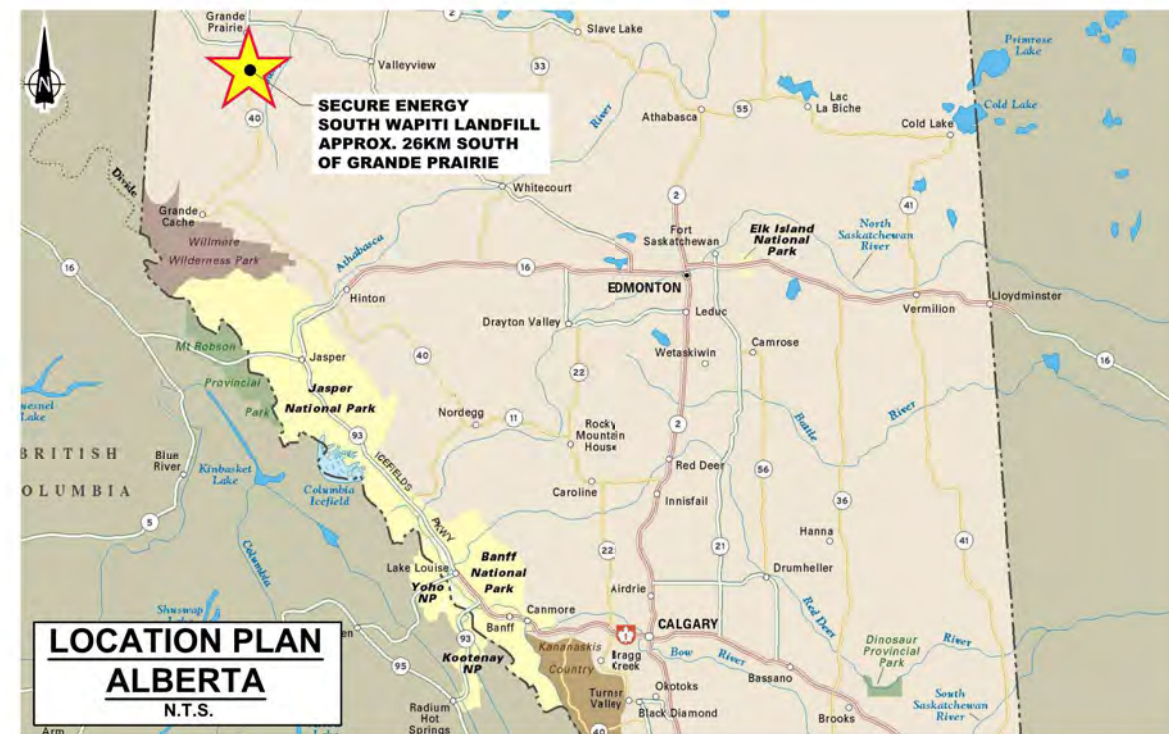 Grande
Prairie
2
Slave Lake
Primrose
Lake
N
Valleyview
33
SECURE ENERGY
SOUTH WAPITI LANDFILL
APPROX. 26KM SOUTH
OF GRANDE PRAIRIE
40
River
Athabasca
55
Lac
La Biche
Cold Lake
Cold Lake
Divide
Whitecourt
2
41
Grande
Cache
Willmore
Wilderness Park
Athabasca
Fort
Saskatchewan
Elk Island
National
Park
North
Saskatchewan
River
16
16
EDMONTON
Hinton
Leduc
Vermilion
Lloydminster
Drayton Valley
Mt Robson
Provincial
Park
Jasper
40
22
Wetaskiwin
Camrose
16
Jasper
National Park
Lake
Nordegg
11
Rocky
Mountain
House
2
Battle
River
93
BRITISH
OLUMBIA
Blue
River
Kinbasket
Lake
ICEFIELDS
PKWY
Columbia
Icefield
Red Deer
Caroline
Innisfail
56
36
5
Columbia
22
21
Hanna
41
Lake Louise
Banff
National
Park
Yoho
NP
Airdrie
Drumheller
Red Deer
River
Shuswap
Canmore
Banff
1
CALGARY
Dinosaur
Provincial
Park
LOCATION PLAN
ALBERTA
N.T.S.
93
Kootenay
NP
Kananaskis
Country
Bragg
Creek
Bow
River
Bassano
95
Radium
Hot
Springs
Turner
Valley
Okotoks
Black Diamond
Brooks
South
Saskatchewan
River
40
Arm